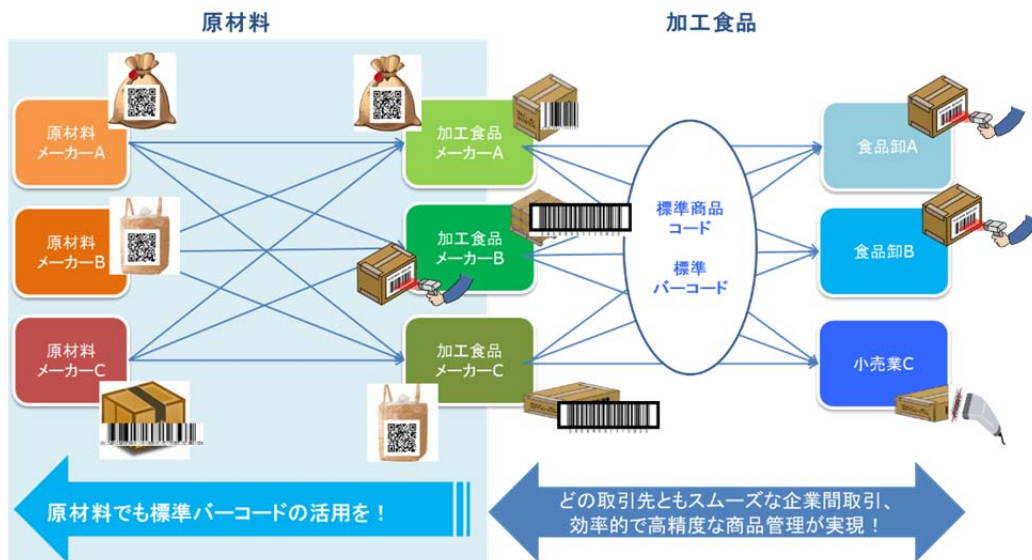 原材料
加工食品
原材料
メーカーA
加工食品
メーカーA
食品卸A
原材料
メーカーB
加工食品
メーカーB
標準商品
コード
標準
バーコード
食品卸B
原材料
メーカーC
加工食品
メーカーC
小売業C
原材料でも標準バーコードの活用を！
どの取引先ともスムーズな企業間取引、
効率的で高精度な商品管理が実現！